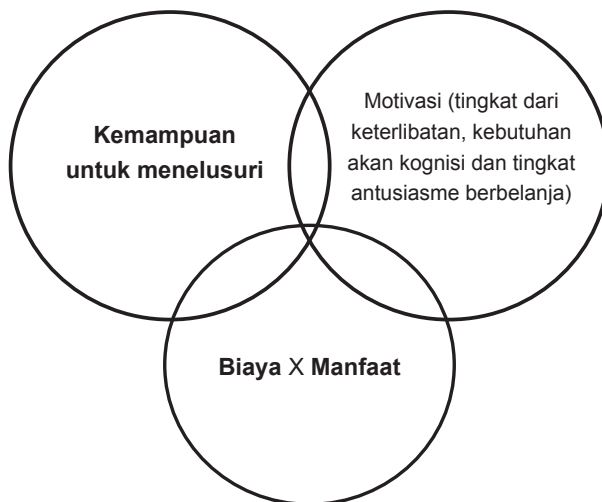 Kemampuan
untuk menelusuri
Motivasi (tingkat dari
keterlibatan, kebutuhan
akan kognisi dan tingkat
antusiasme berbelanja)
Biaya X Manfaat